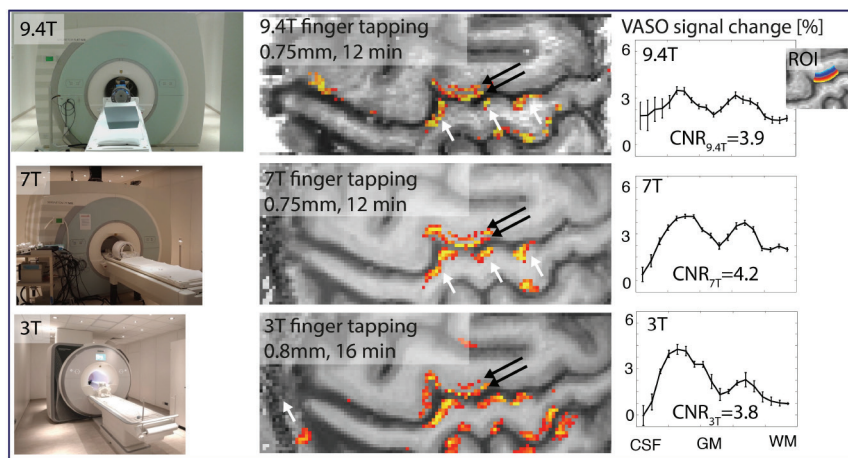 9.4T
9.4T finger tapping
0.75mm, 12 min
VASO signal change [%]
9.4T
ROI
6
3
0
CNR9.4T=3.9
7T
7T finger tapping
0.75mm, 12 min
7T
6
3
0
CNR7T=4.2
3T
3T finger tapping
0.8mm, 16 min
3T
6
3
0
CNR3T=3.8
CSF GM WM